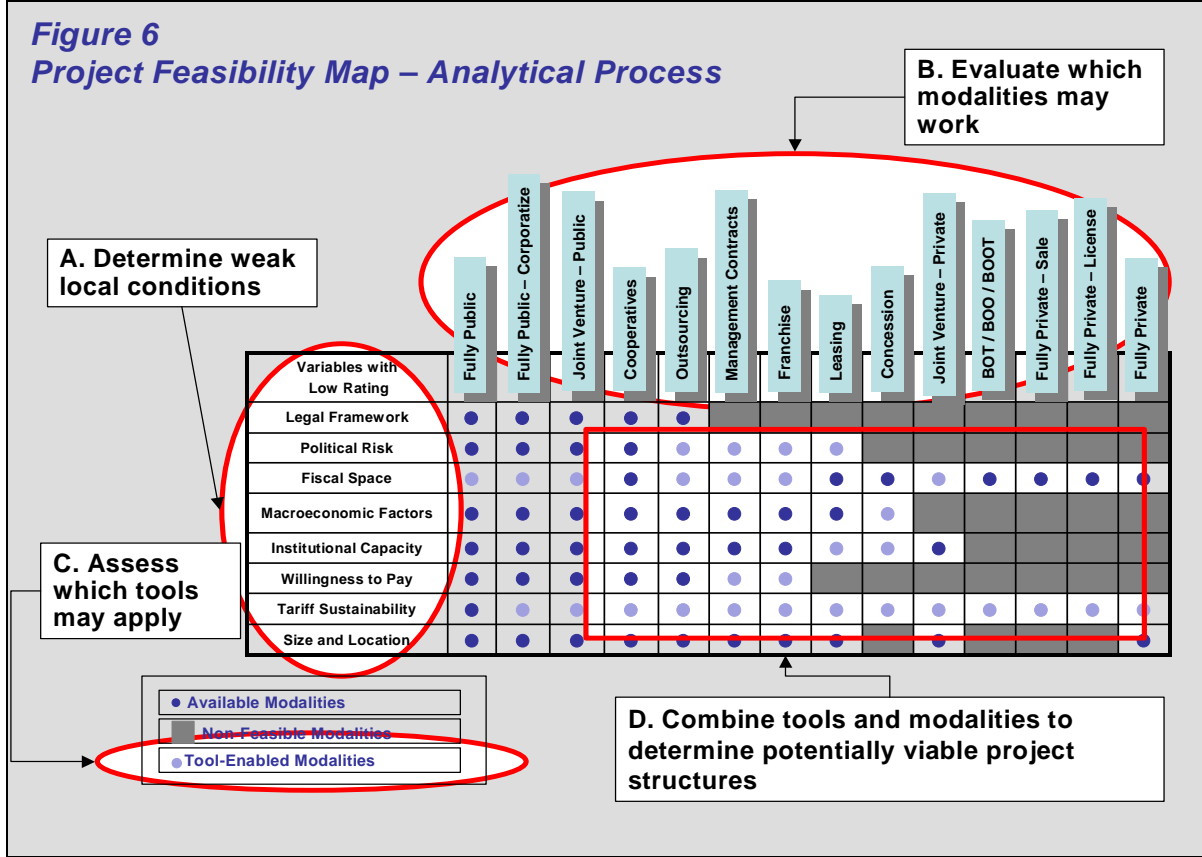 Figure 6
Project Feasibility Map – Analytical Process
B. Evaluate which
modalities may
work
A. Determine weak
local conditions
Fully Public
Fully Public – Corporatize
Joint Venture – Public
Cooperatives
Outsourcing
Management Contracts
Franchise
Leasing
Concession
Joint Venture – Private
BOT / BOO / BOOT
Fully Private – Sale
Fully Private – License
Fully Private
Variables with
Low Rating
Legal Framework
Political Risk
Fiscal Space
Macroeconomic Factors
Institutional Capacity
Willingness to Pay
Tariff Sustainability
Size and Location
C. Assess
which tools
may apply
Available Modalities
Non-Feasible Modalities
Tool-Enabled Modalities
D. Combine tools and modalities to
determine potentially viable project
structures